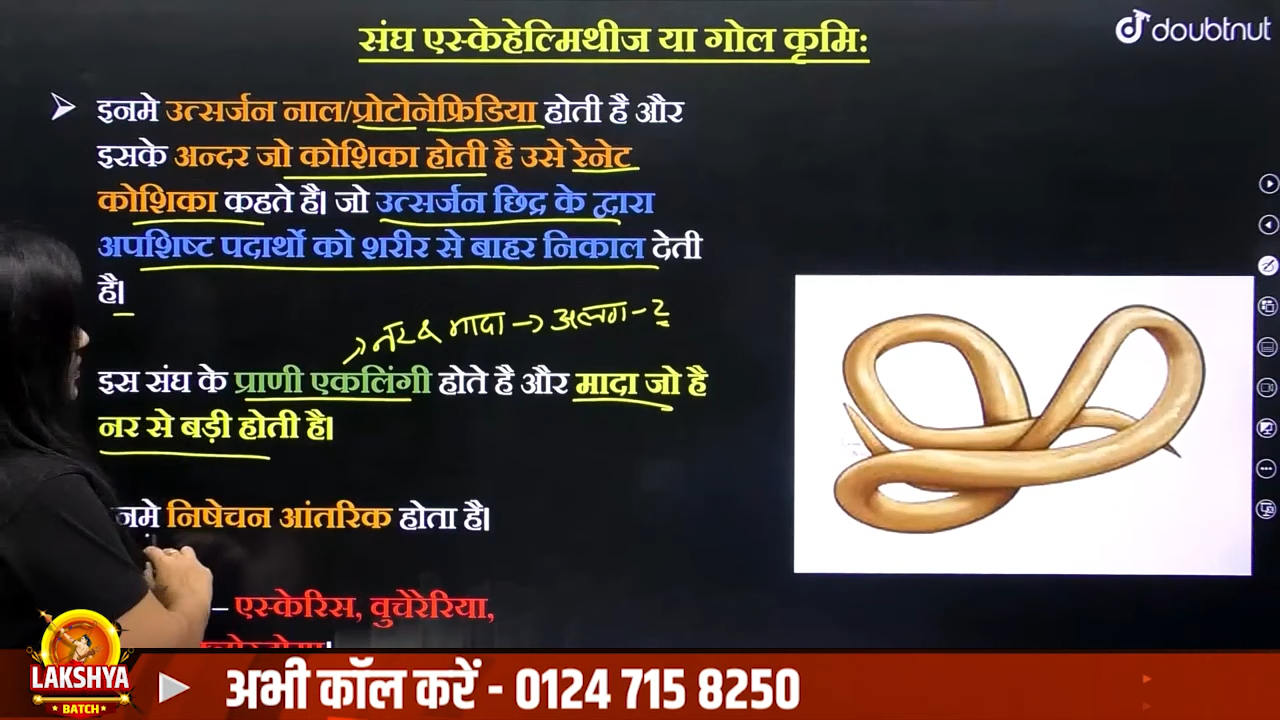 संघ एस्केहेल्मिथीज या गोल कृमि:
doubtnut
इनमे उत्सर्जन नाल/प्रोटोनेफ्रिडिया होती है और
इसके अन्दर जो कोशिका होती है उसे रेनेट
कोशिका कहते है। जो उत्सर्जन छिद्र के द्वारा
अपशिष्ट पदार्थो को शरीर से बाहर निकाल देती
है।
→ नर & मादा → अलग-2
इस संघ के प्राणी एकलिंगी होते है और मादा जो है
नर से बड़ी होती है।
निषेचन आंतरिक होता है।
– एस्केरिस, वुचेरेरिया,
LAKSHYA
BATCH
अभी कॉल करें - 0124 715 8250